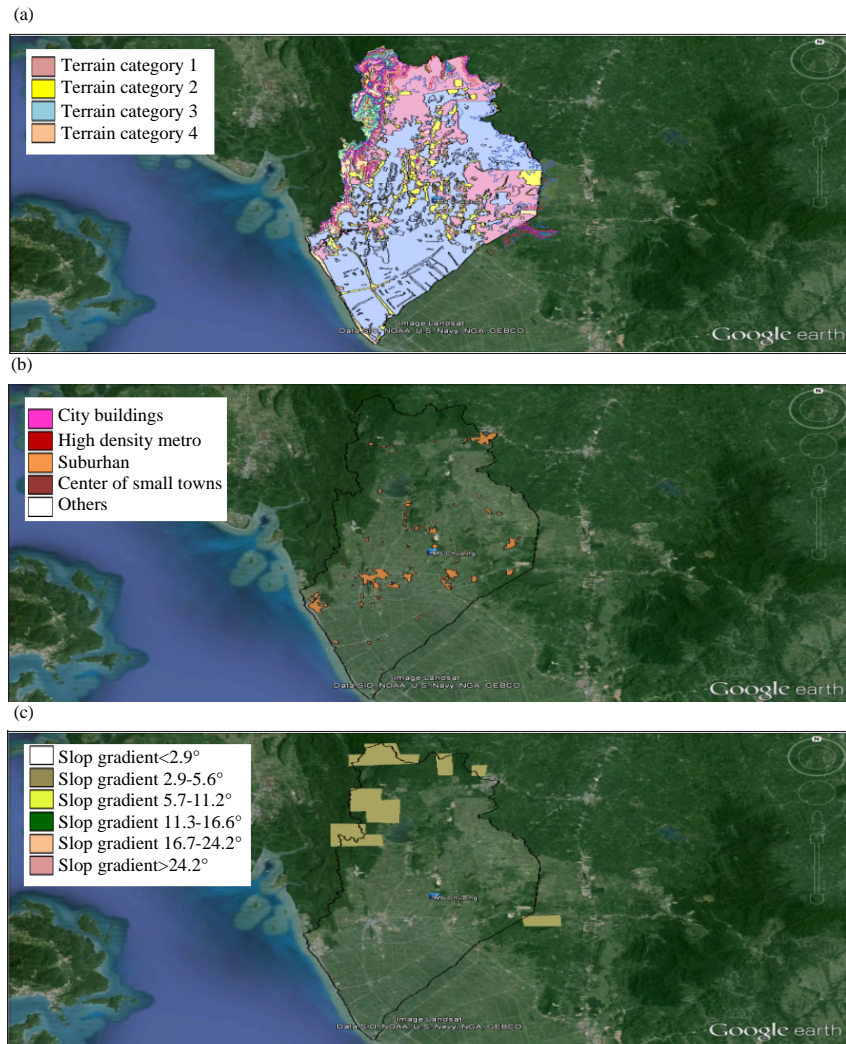 (a)
Terrain category 1
Terrain category 2
Terrain category 3
Terrain category 4
Image Landsat
Data SIO, NOAA, U.S. Navy, NGA, GEBCO
Google earth
(b)
City buildings
High density metro
Suburhan
Center of small towns
Others
Image Landsat
Data SIO, NOAA, U.S. Navy, NGA, GEBCO
Google earth
(c)
Slop gradient<2.9°
Slop gradient 2.9-5.6°
Slop gradient 5.7-11.2°
Slop gradient 11.3-16.6°
Slop gradient 16.7-24.2°
Slop gradient>24.2°
Image Landsat
Data SIO, NOAA, U.S. Navy, NGA, GEBCO
Google earth